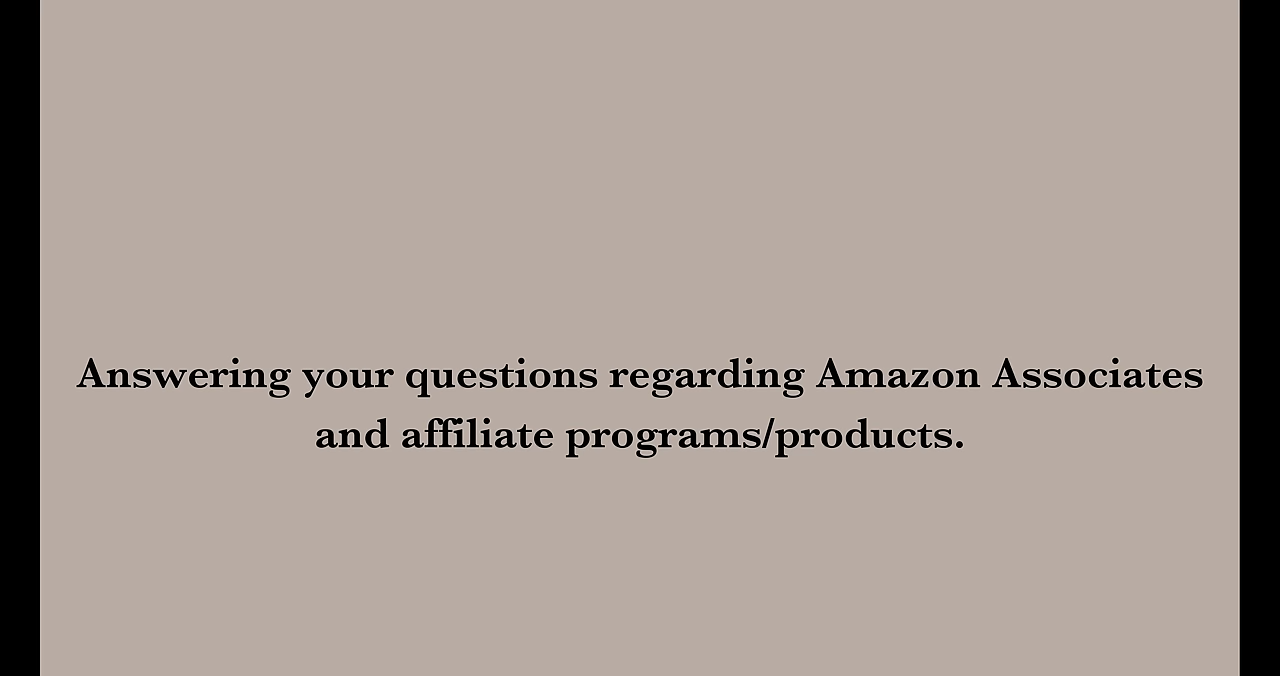 Answering your questions regarding Amazon Associates
and affiliate programs/products.